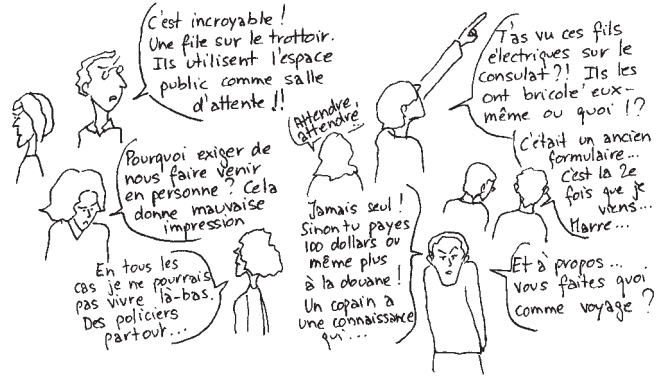 C'est incroyable !
Une file sur le trottoir.
Ils utilisent l'espace
public comme salle
d'attente !!
T'as vu ces fils
électriques sur le
consulat ?! Ils les
ont bricolé eux-
même ou quoi !?
Attendre,
attendre...
C'était un ancien
formulaire...
c'est la 2e
fois que je
viens...
Marre...
Pourquoi exiger de
nous faire venir
en personne ? Cela
donne mauvaise
impression
Jamais seul !
Sinon tu payes
100 dollars ou
même plus
à la douane !
Un copain a
une connaissance
qui...
En tous les
cas je ne pourrais
pas vivre là-bas.
Des policiers
partout...
Et à propos...
vous faites quoi
comme voyage ?